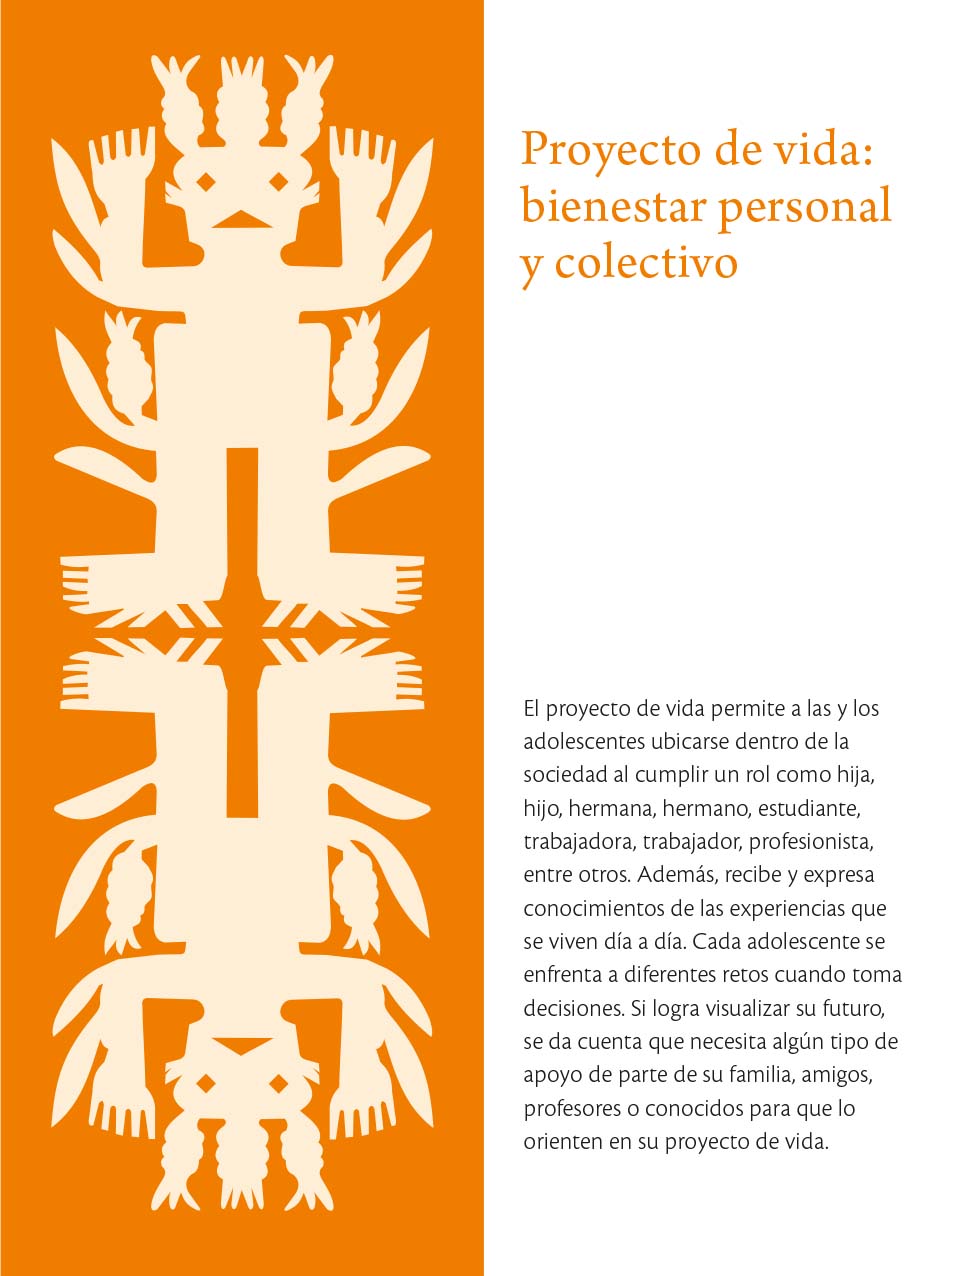 Proyecto de vida:
bienestar personal
y colectivo
El proyecto de vida permite a las y los
adolescentes ubicarse dentro de la
sociedad al cumplir un rol como hija,
hijo, hermana, hermano, estudiante,
trabajadora, trabajador, profesionista,
entre otros. Además, recibe y expresa
conocimientos de las experiencias que
se viven día a día. Cada adolescente se
enfrenta a diferentes retos cuando toma
decisiones. Si logra visualizar su futuro,
se da cuenta que necesita algún tipo de
apoyo de parte de su familia, amigos,
profesores o conocidos para que lo
orienten en su proyecto de vida.